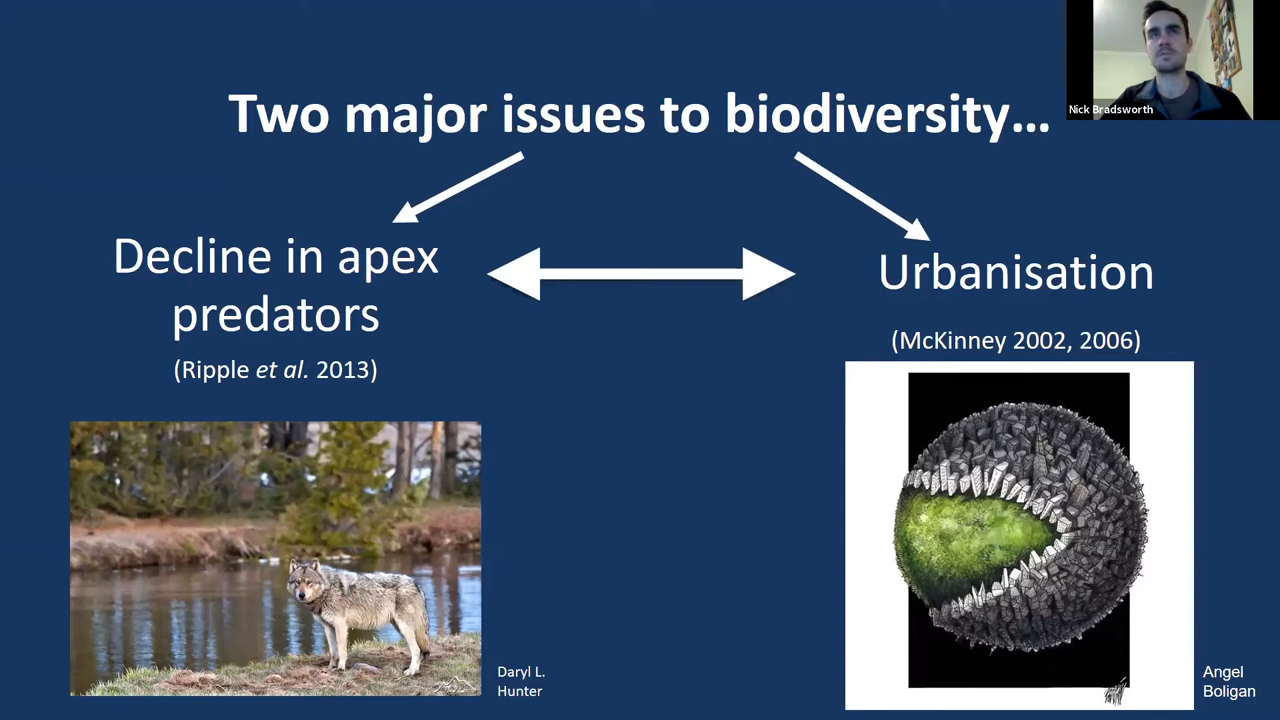 Nick Bradsworth
Two major issues to biodiversity...
Decline in apex
predators
(Ripple et al. 2013)
Urbanisation
(McKinney 2002, 2006)
Daryl L.
Hunter
Angel
Boligan